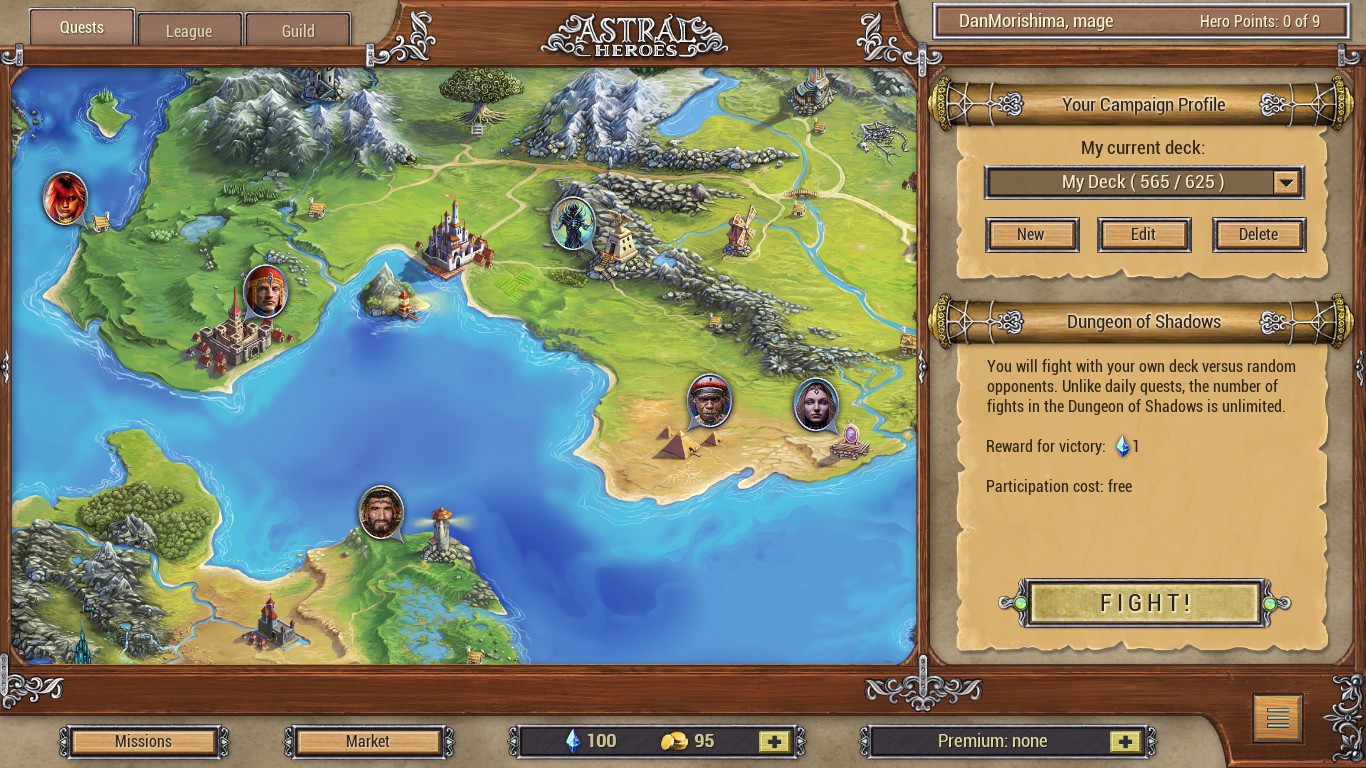 Quests
League
Guild
ASTRAL
HEROES
DanMorishima, mage
Hero Points: 0 of 9
Your Campaign Profile
My current deck:
My Deck ( 565 / 625 )
New
Edit
Delete
Dungeon of Shadows
You will fight with your own deck versus random
opponents. Unlike daily quests, the number of
fights in the Dungeon of Shadows is unlimited.
Reward for victory: 1
Participation cost: free
FIGHT!
Missions
Market
100
95
Premium: none